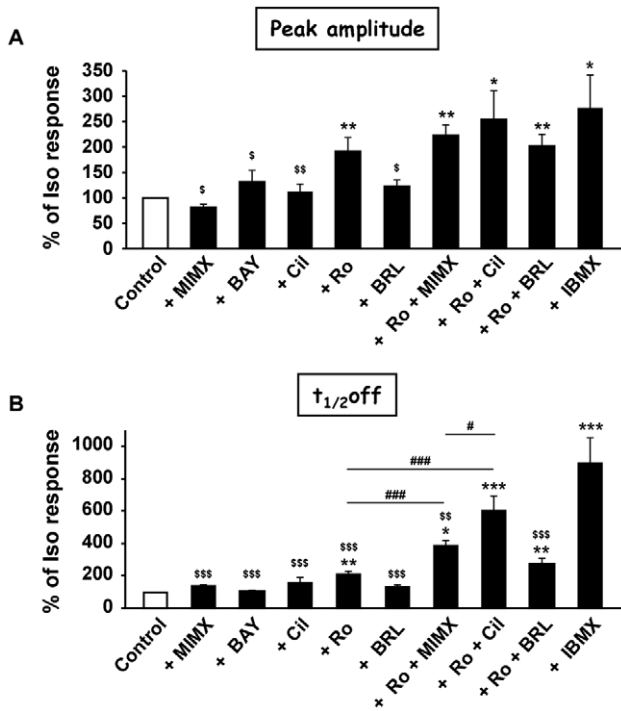 Peak amplitude
A
350
300
250
200
150
100
50
0
% of Iso response
$
$
$$
**
$
**
*
**
*
Control
+ MIMX
+ BAY
+ Cil
+ Ro
+ BRL
+ Ro + MIMX
+ Ro + Cil
+ Ro + BRL
+ IBMX
t1/2off
B
1000
800
600
400
200
0
% of Iso response
#
###
###
$$$
$$$
$$$
$$$
**
$$$
$$
*
***
$$$
**
***
Control
+ MIMX
+ BAY
+ Cil
+ Ro
+ BRL
+ Ro + MIMX
+ Ro + Cil
+ Ro + BRL
+ IBMX